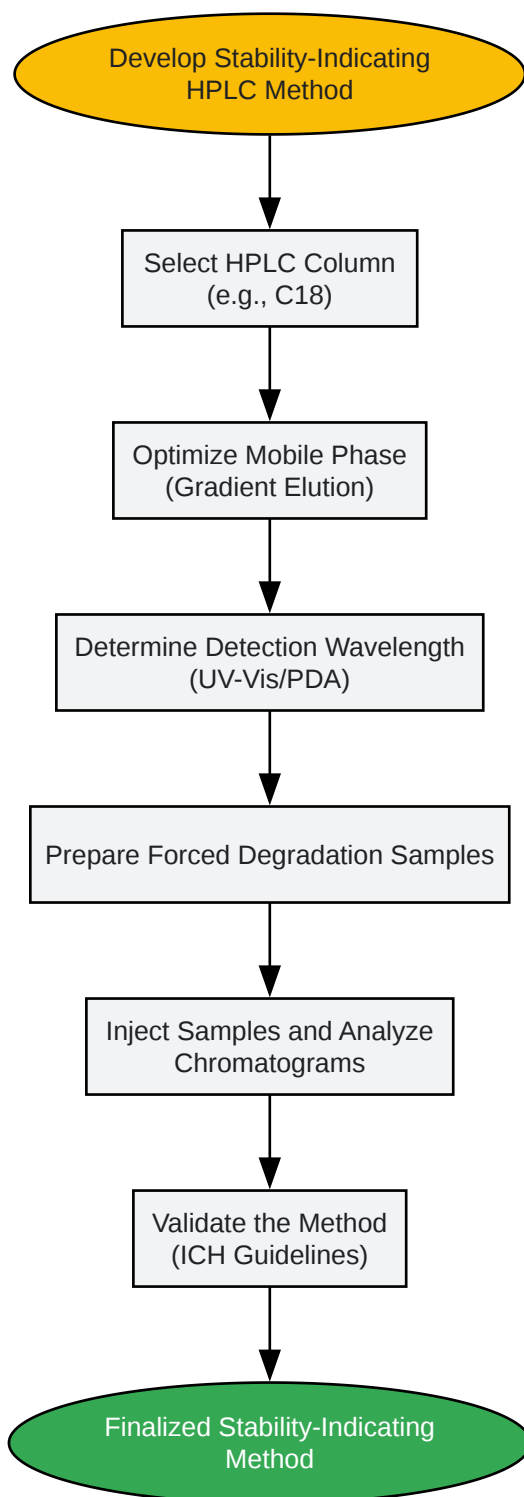 Develop Stability-Indicating
HPLC Method
Select HPLC Column
(e.g., C18)
Optimize Mobile Phase
(Gradient Elution)
Determine Detection Wavelength
(UV-Vis/PDA)
Prepare Forced Degradation Samples
Inject Samples and Analyze
Chromatograms
Validate the Method
(ICH Guidelines)
Finalized Stability-Indicating
Method